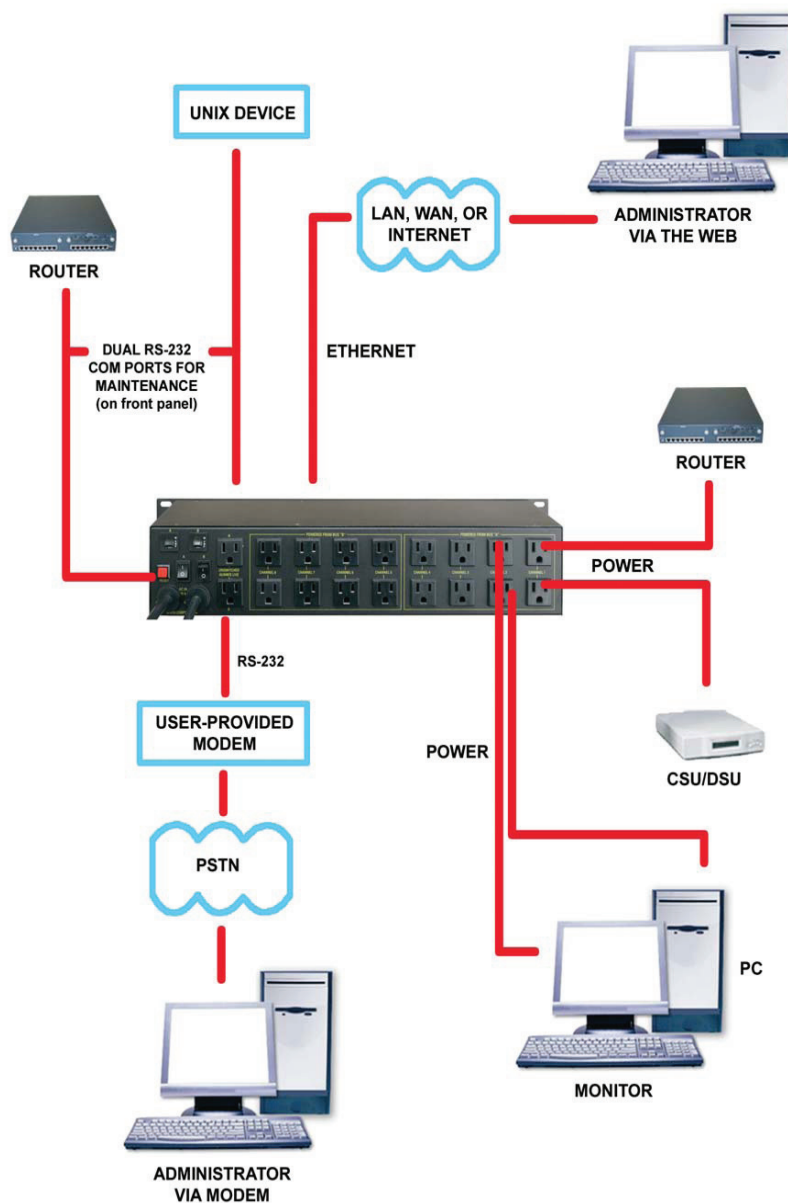 UNIX DEVICE
LAN, WAN, OR
INTERNET
ADMINISTRATOR
VIA THE WEB
ROUTER
DUAL RS-232
COM PORTS FOR
MAINTENANCE
(on front panel)
ETHERNET
ROUTER
POWER
RS-232
USER-PROVIDED
MODEM
POWER
CSU/DSU
PSTN
PC
MONITOR
ADMINISTRATOR
VIA MODEM